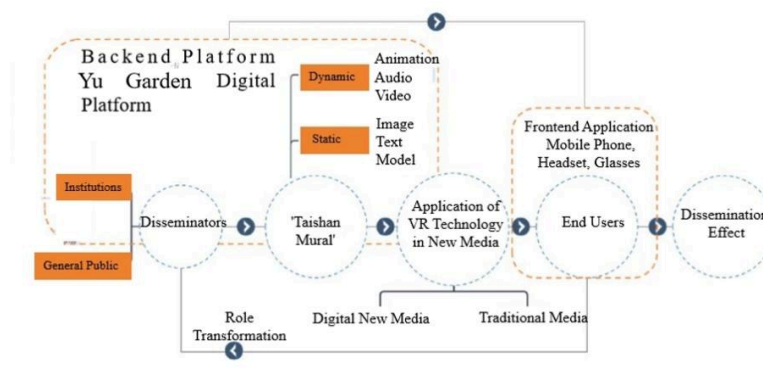 Backend Platform
Yu Garden Digital
Platform
Dynamic
Animation
Audio
Video
Static
Image
Text
Model
Frontend Application
Mobile Phone,
Headset, Glasses
Institutions
General Public
Disseminators
'Taishan
Mural'
Application of
VR Technology
in New Media
End Users
Dissemination
Effect
Digital New Media
Traditional Media
Role
Transformation